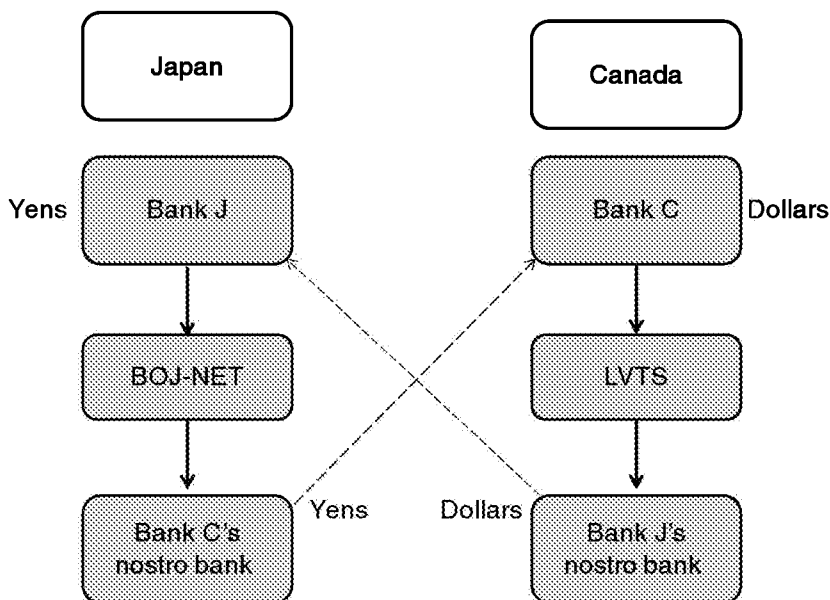 Japan
Canada
Yens
Bank J
Bank C
Dollars
BOJ-NET
LVTS
Yens
Dollars
Bank C's
nostro bank
Bank J's
nostro bank